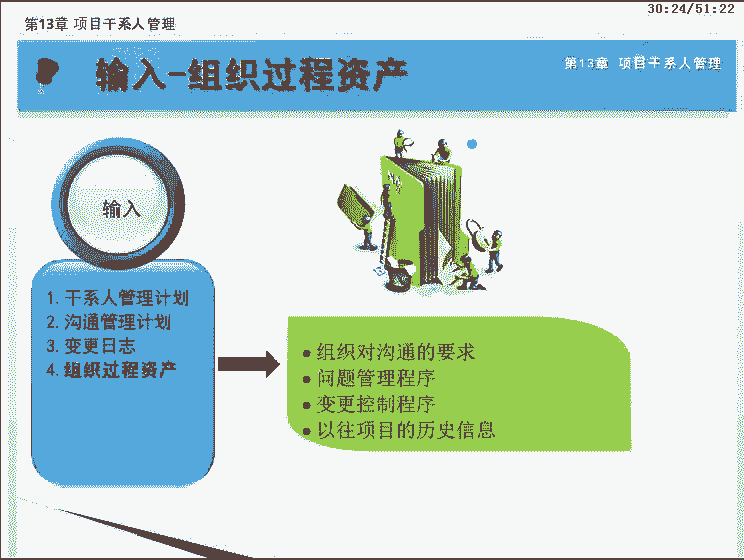 30:24/51:22
第13章 项目干系人管理
输入-组织过程资产
第13章 项目干系人管理
输入
1.干系人管理计划
2.沟通管理计划
3.变更日志
4.组织过程资产
●组织对沟通的要求
●问题管理程序
●变更控制程序
●以往项目的历史信息